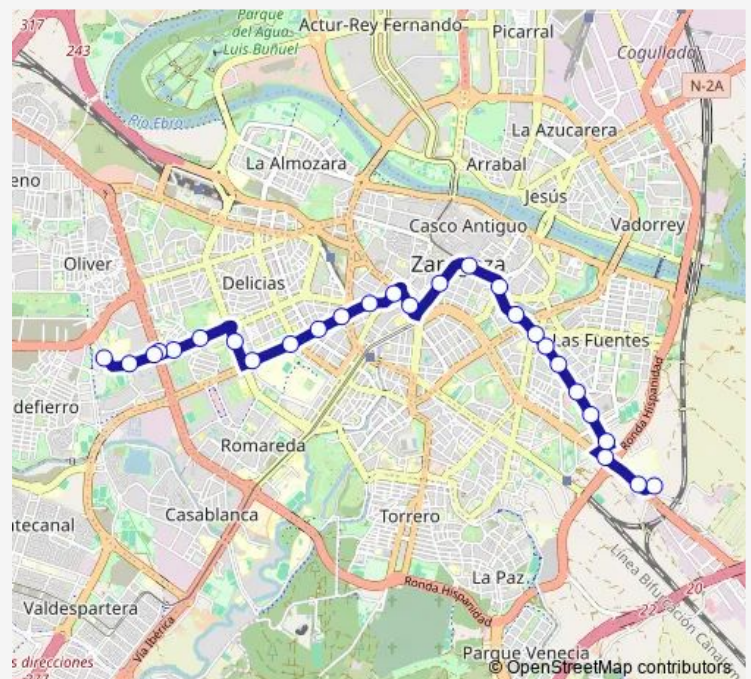 317
Parque
del Agua
Luis Buñuel
Actur-Rey Fernando
Picarral
243
Cogullada
N-2A
Río Ebro
La Azucarera
La Almozara
Arrabal
eno
Jesús
Casco Antiguo
Vadorrey
Oliver
Delicias
Las Fuentes
defierro
Ronda Hispanidad
Romareda
Casablanca
Torrero
atecanal
La Paz
Línea Bifurcación Canal
20
22
Ronda Hispanidad
Valdespartera
Vía Ibérica
Parque Venecia
s direcciones
© OpenStreetMap contributors